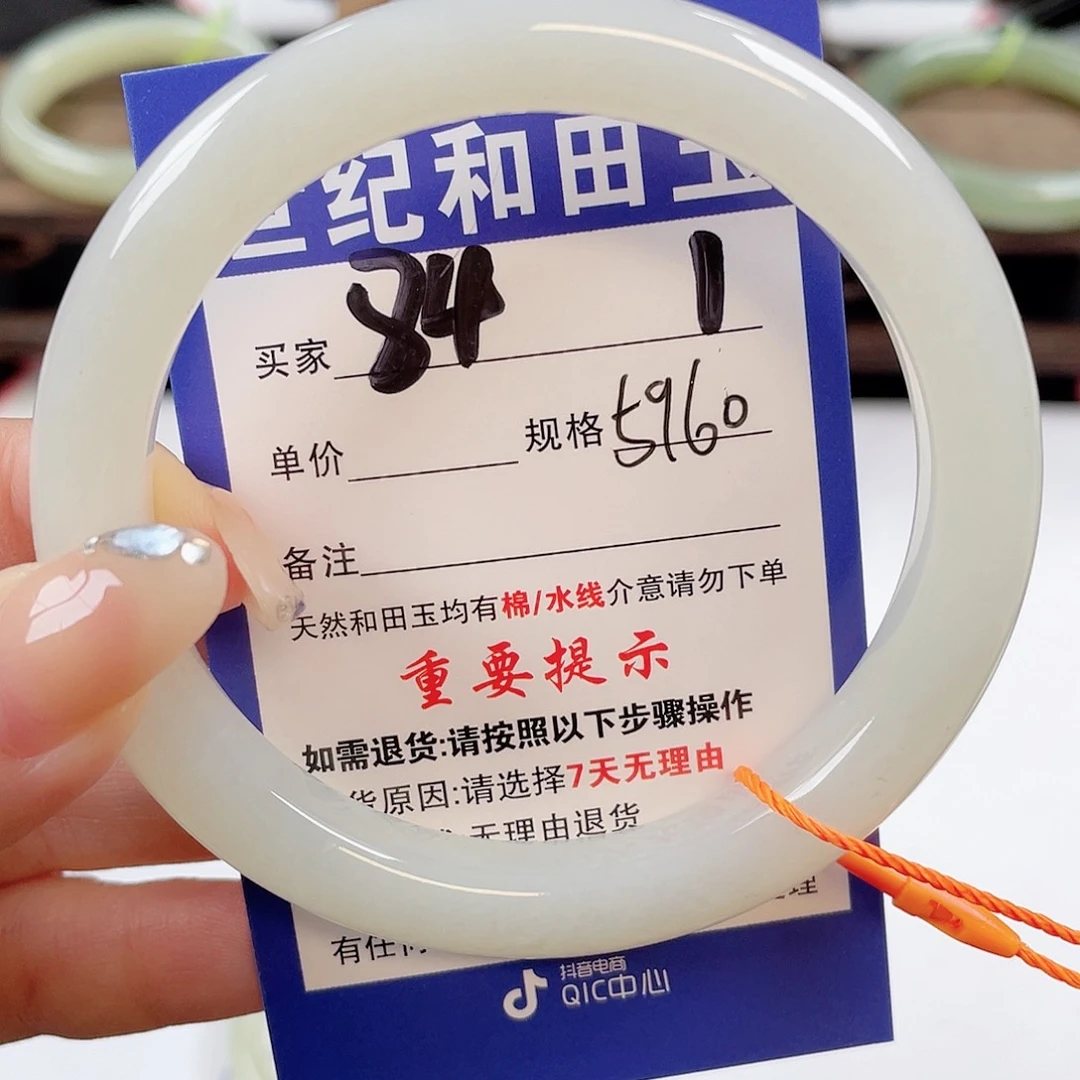 世纪和田玉
买家 84 1
单价 规格 5960
备注
天然和田玉均有棉/水线介意请勿下单
重要提示
如需退货:请按照以下步骤操作
货原因:请选择7天无理由
无理由退货
理
有任何
抖音电商
QIC中心